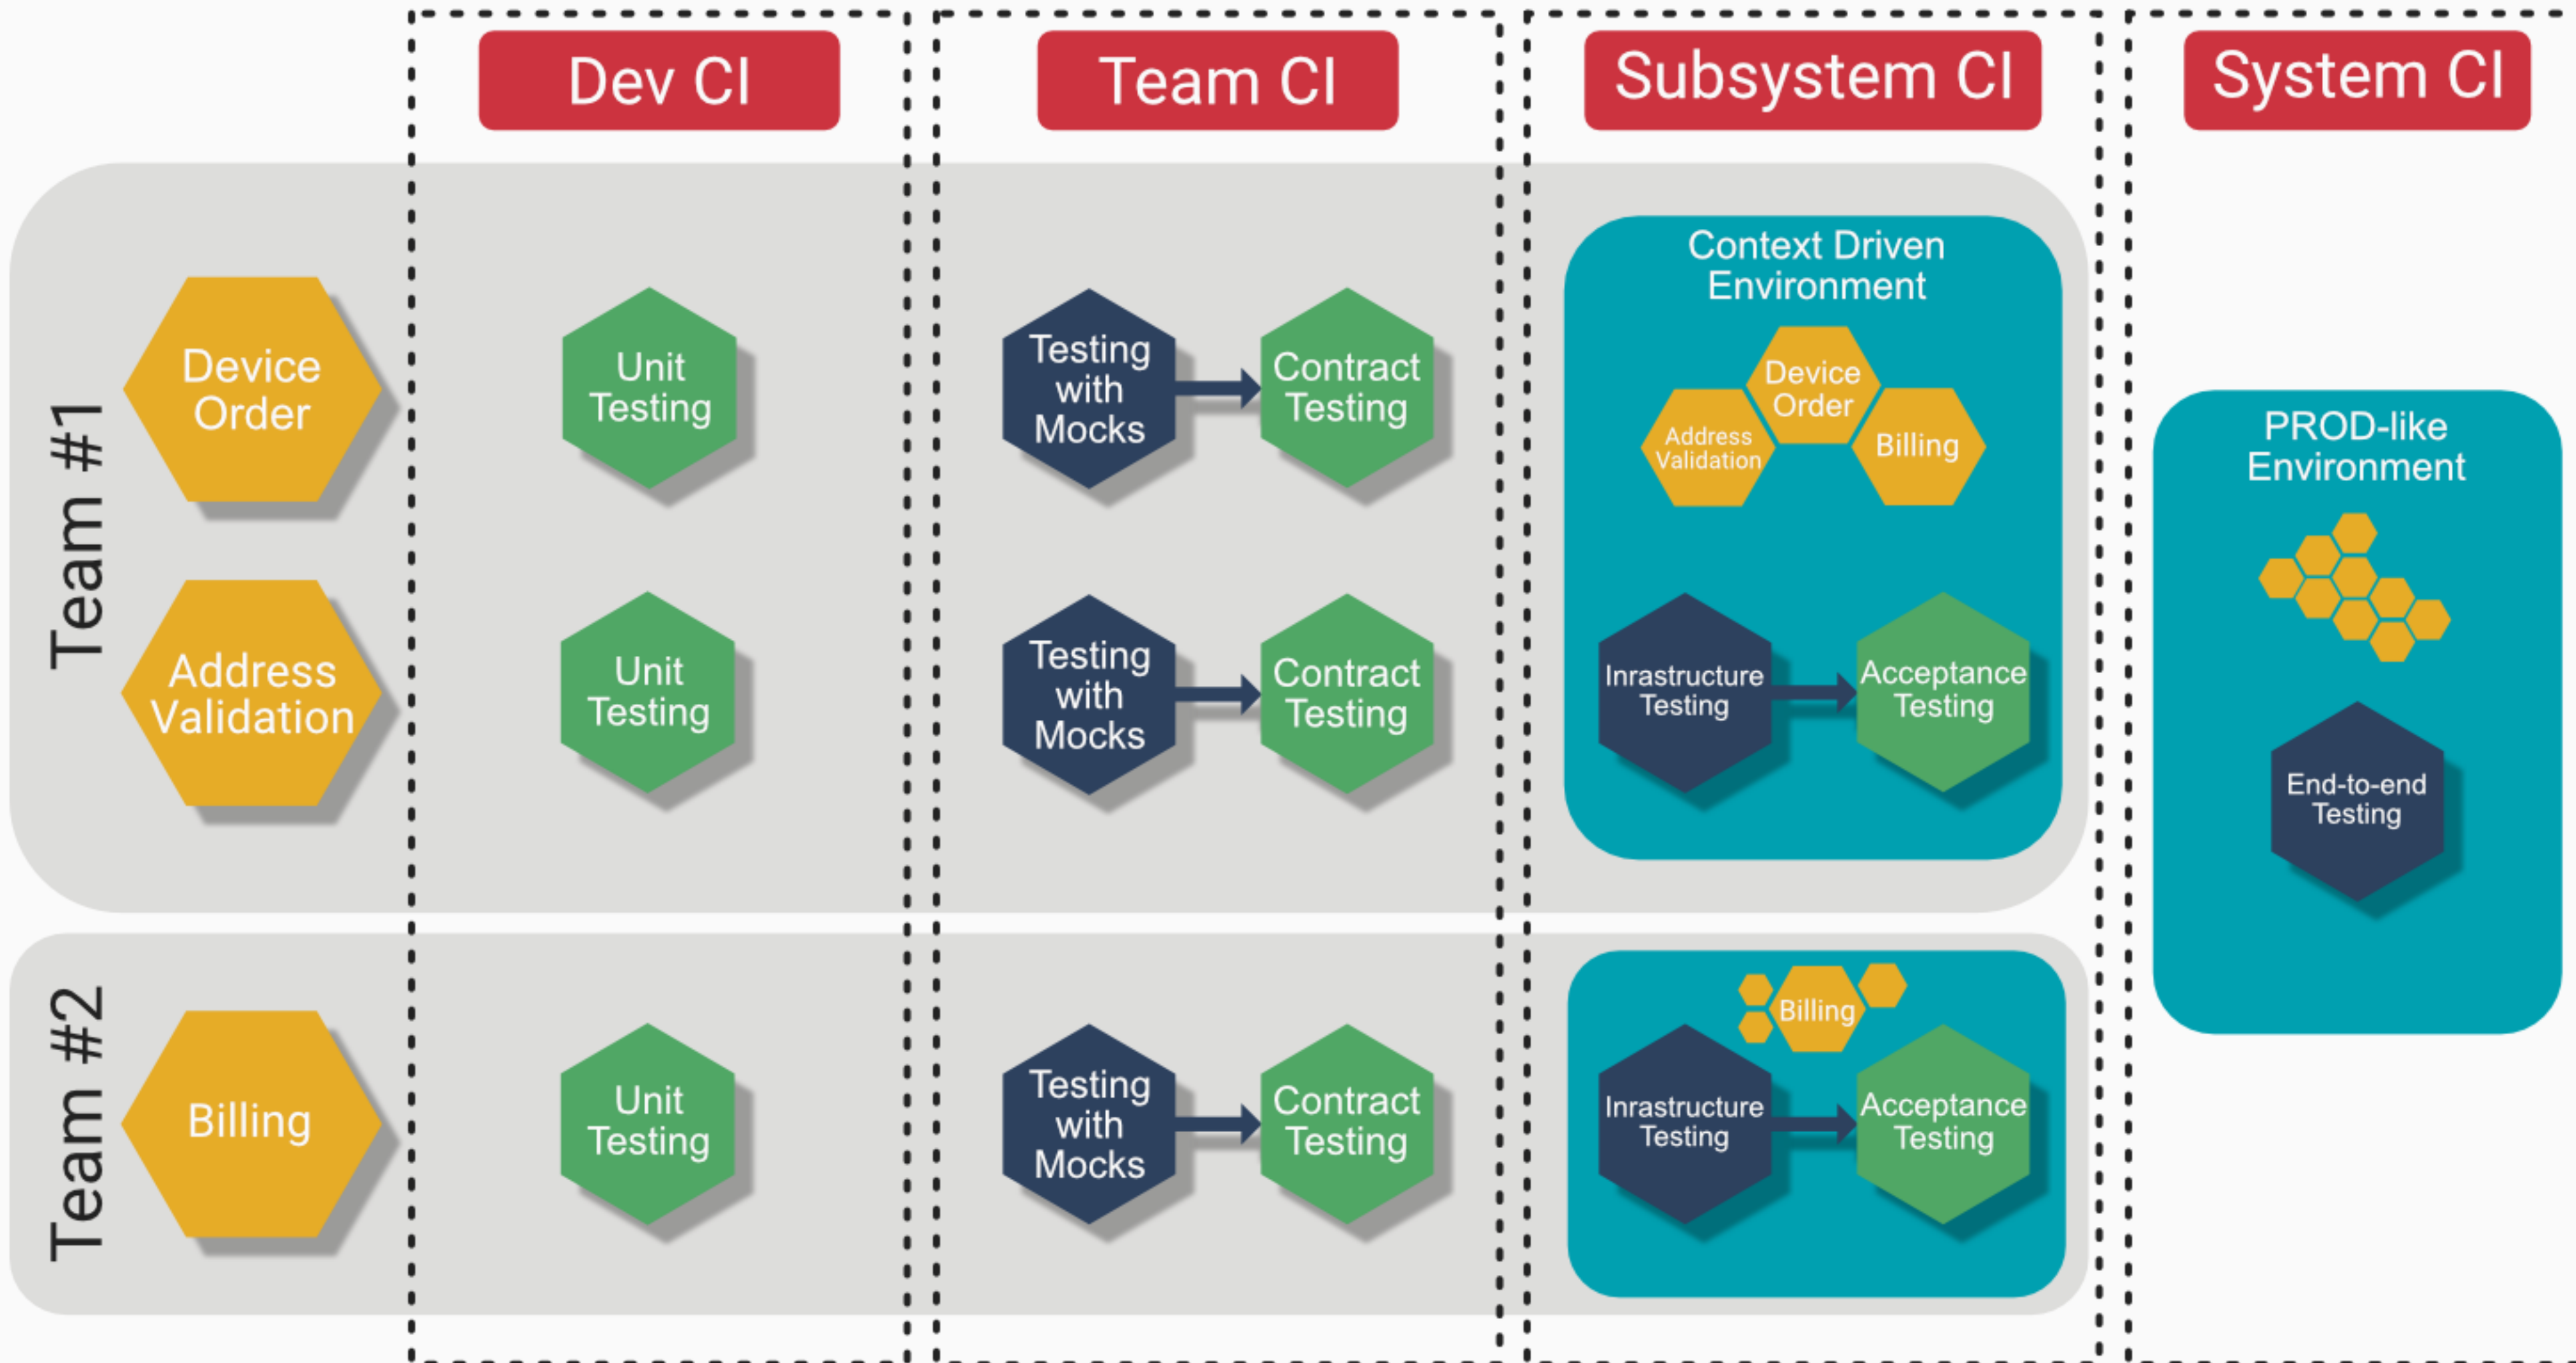 Dev CI
Team CI
Subsystem CI
System CI
Team #1
Device
Order
Unit
Testing
Testing
with
Mocks
Contract
Testing
Context Driven
Environment
Device
Order
Address
Validation
Billing
Address
Validation
Unit
Testing
Testing
with
Mocks
Contract
Testing
Inrastructure
Testing
Acceptance
Testing
PROD-like
Environment
End-to-end
Testing
Team #2
Billing
Unit
Testing
Testing
with
Mocks
Contract
Testing
Billing
Inrastructure
Testing
Acceptance
Testing